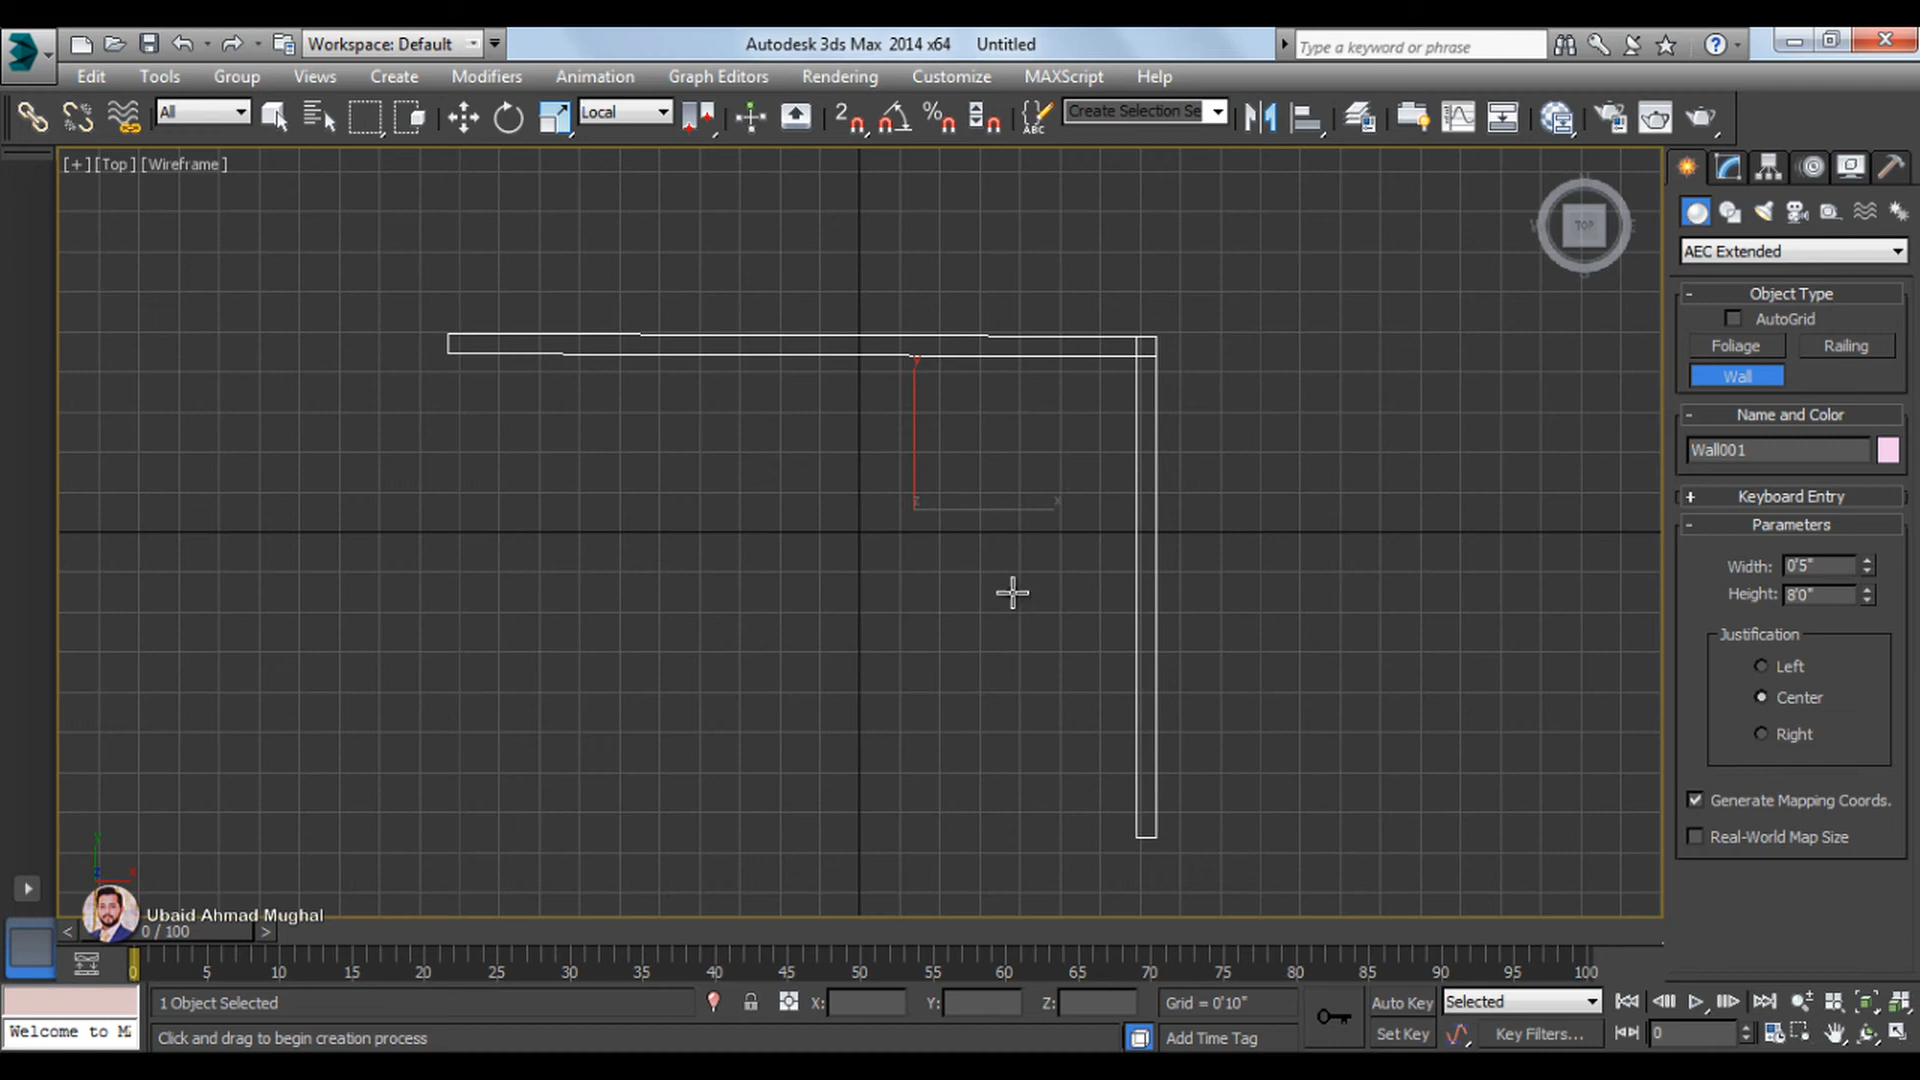 Workspace: Default
Autodesk 3ds Max 2014 x64 Untitled
Type a keyword or phrase
Edit Tools Group Views Create Modifiers Animation Graph Editors Rendering Customize MAXScript Help
All
Local
Create Selection Se
[+] [Top] [Wireframe]
TOP
AEC Extended
Object Type
AutoGrid
Foliage Railing
Wall
Name and Color
Wall001
Keyboard Entry
Parameters
Width: 0'5"
Height: 8'0"
Justification
Left
Center
Right
Generate Mapping Coords.
Real-World Map Size
y
z x
Ubaid Ahmad Mughal
< 0 / 100 >
0 5 10 15 20 25 30 35 40 45 50 55 60 65 70 75 80 85 90 95 100
1 Object Selected X: Y: Z: Grid = 0'10" Auto Key Selected
Welcome to M
Click and drag to begin creation process Add Time Tag Set Key Key Filters... 0